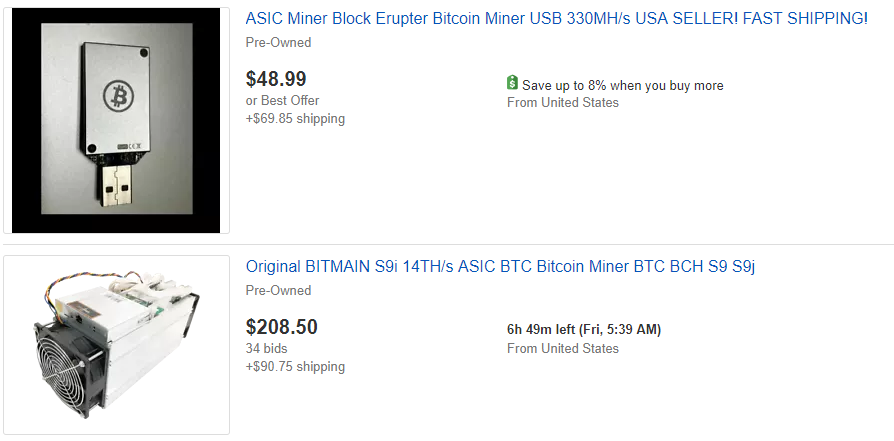 ASIC Miner Block Erupter Bitcoin Miner USB 330MH/s USA SELLER! FAST SHIPPING!
Pre-Owned
$48.99
or Best Offer
+$69.85 shipping
Save up to 8% when you buy more
From United States
Original BITMAIN S9i 14TH/s ASIC BTC Bitcoin Miner BTC BCH S9 S9j
Pre-Owned
$208.50
34 bids
+$90.75 shipping
6h 49m left (Fri, 5:39 AM)
From United States